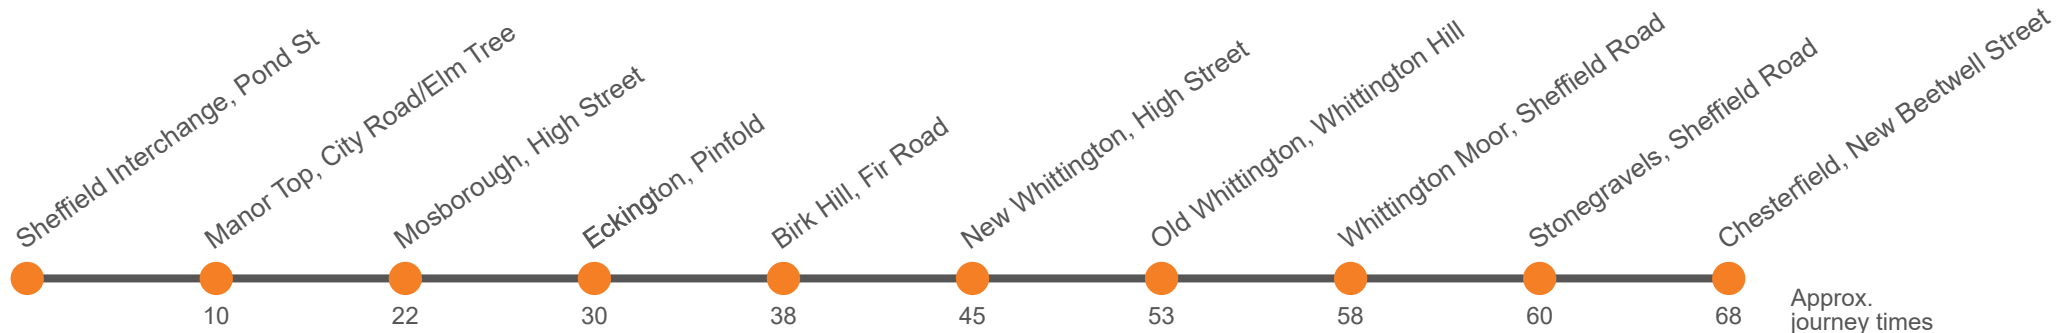 Sheffield Interchange, Pond St
Manor Top, City Road/Elm Tree
Mosborough, High Street
Eckington, Pinfold
Birk Hill, Fir Road
New Whittington, High Street
Old Whittington, Whittington Hill
Whittington Moor, Sheffield Road
Stonegravels, Sheffield Road
Chesterfield, New Beetwell Street
10
22
30
38
45
53
58
60
68
Approx.
journey times